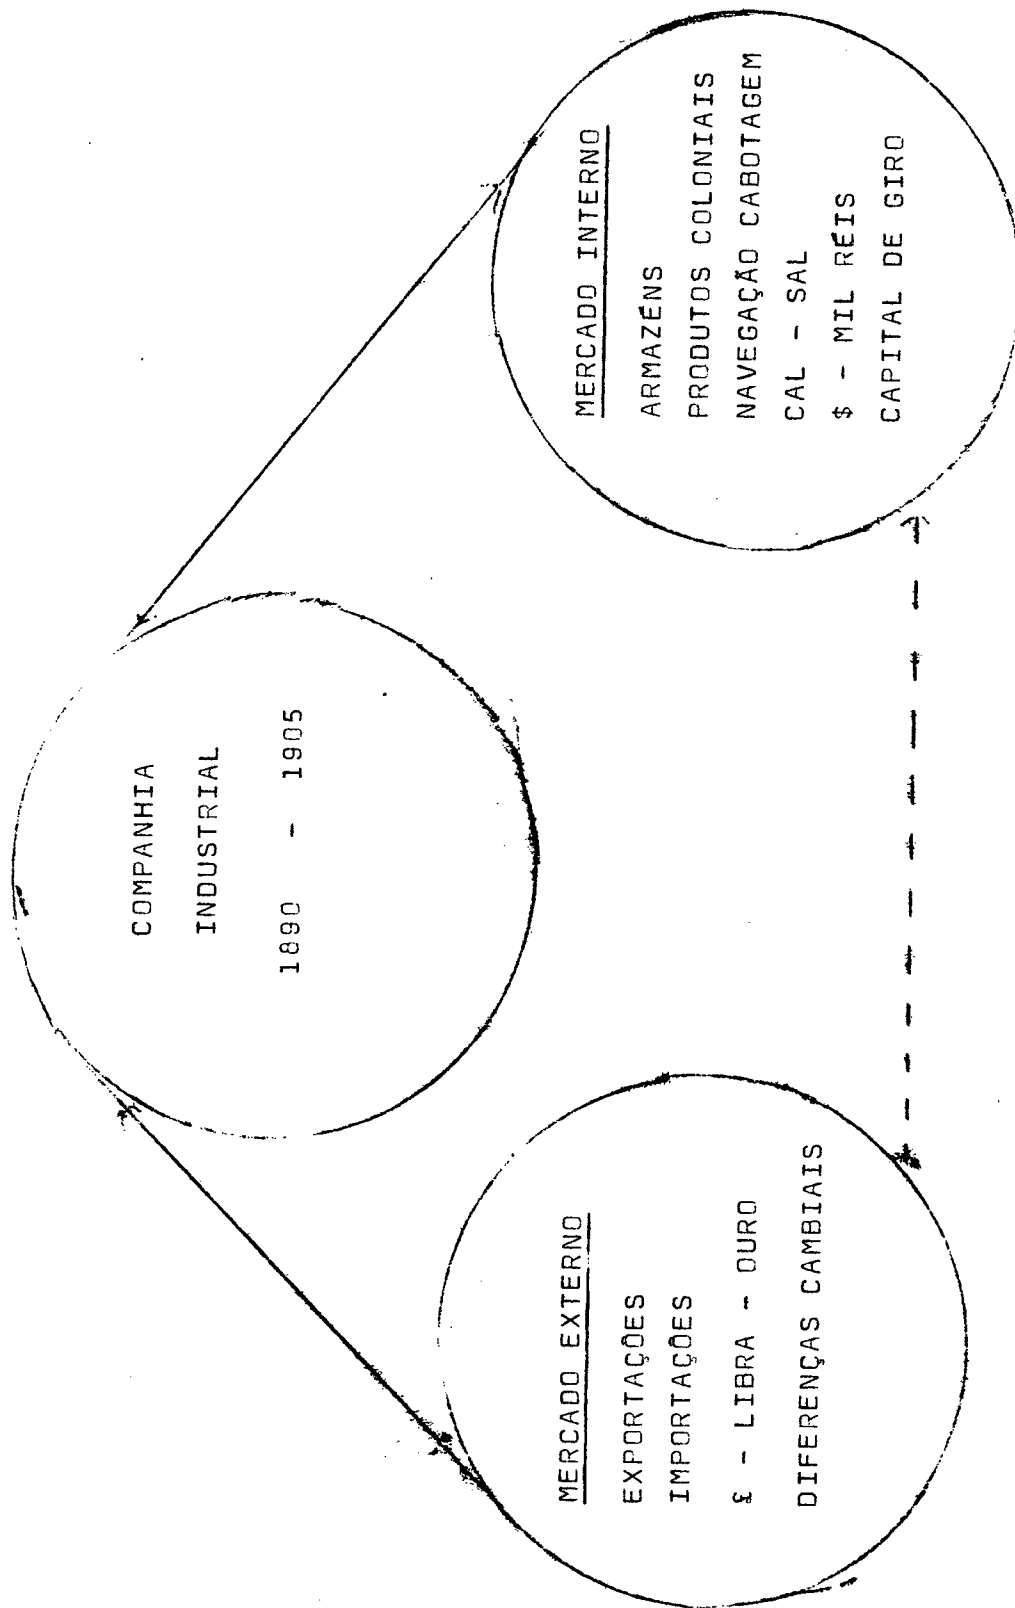 COMPANHIA
INDUSTRIAL
1890 - 1905
MERCADO EXTERNO
EXPORTAÇÕES
IMPORTAÇÕES
£ - LIBRA - OURO
DIFERENÇAS CAMBIAIS
MERCADO INTERNO
ARMAZÉNS
PRODUTOS COLONIAIS
NAVEGAÇÃO CABOTAGEM
CAL - SAL
$ - MIL RÉIS
CAPITAL DE GIRO